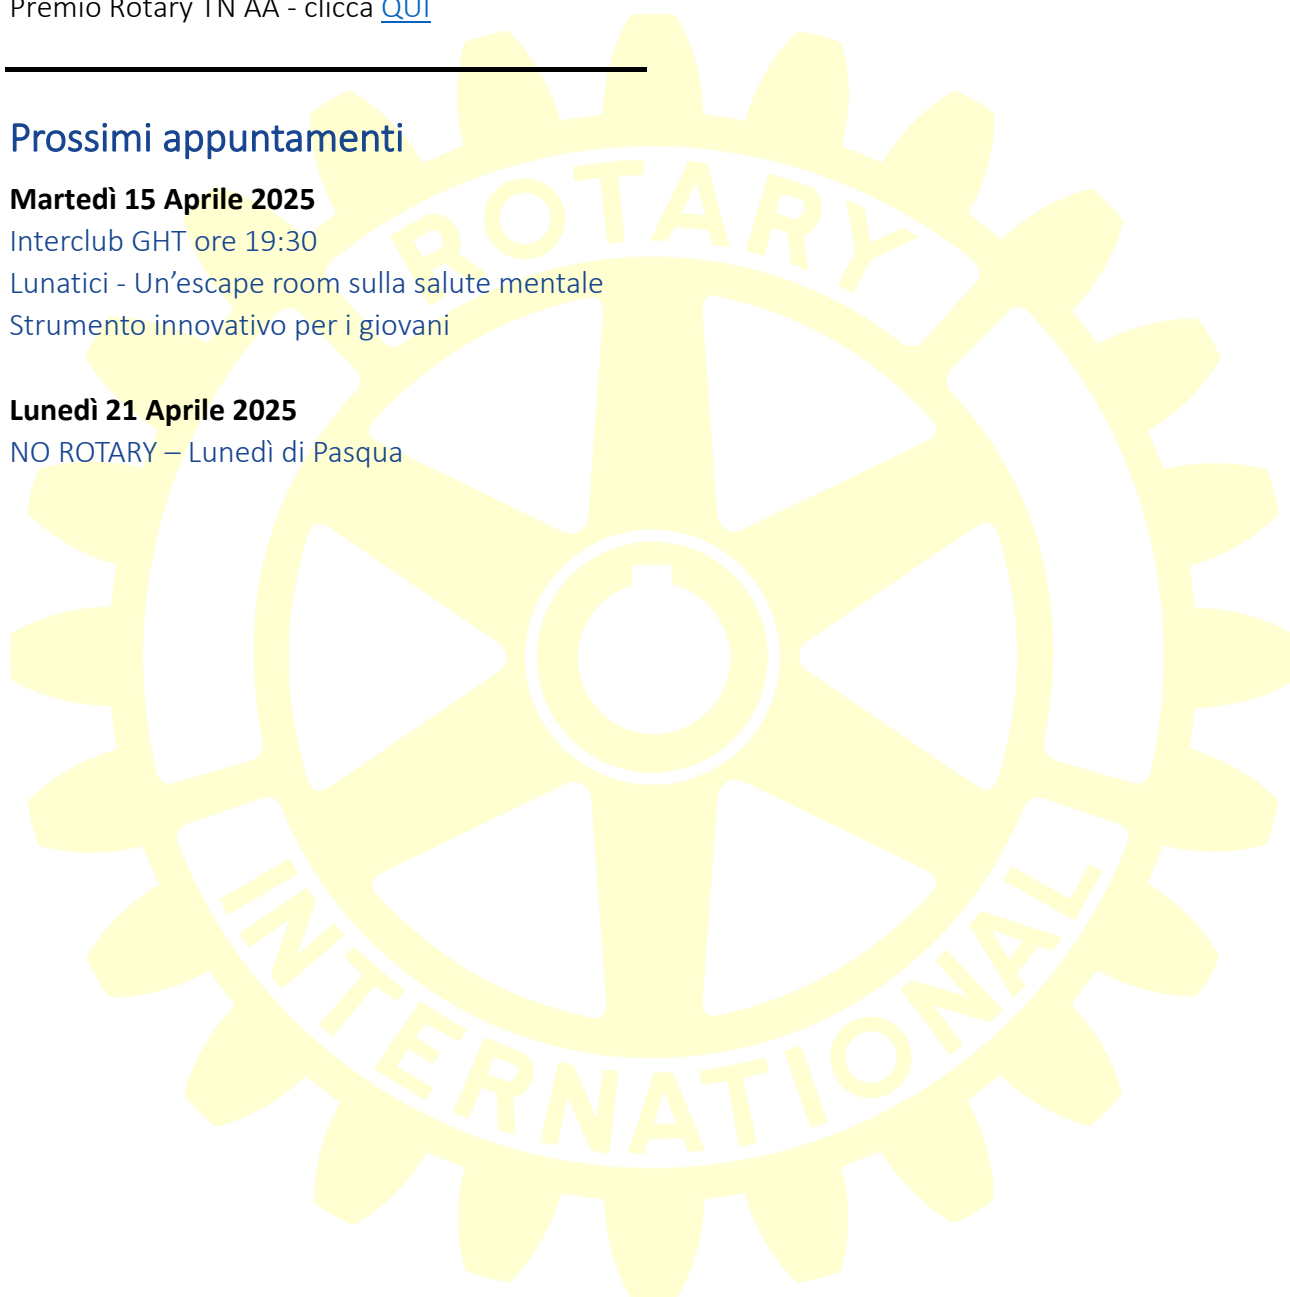 Premio Rotary TN AA - clicca QUI
Prossimi appuntamenti
Martedì 15 Aprile 2025
Interclub GHT ore 19:30
Lunatici - Un’escape room sulla salute mentale
Strumento innovativo per i giovani
Lunedì 21 Aprile 2025
NO ROTARY – Lunedì di Pasqua
ROTARY
INTERNATIONAL